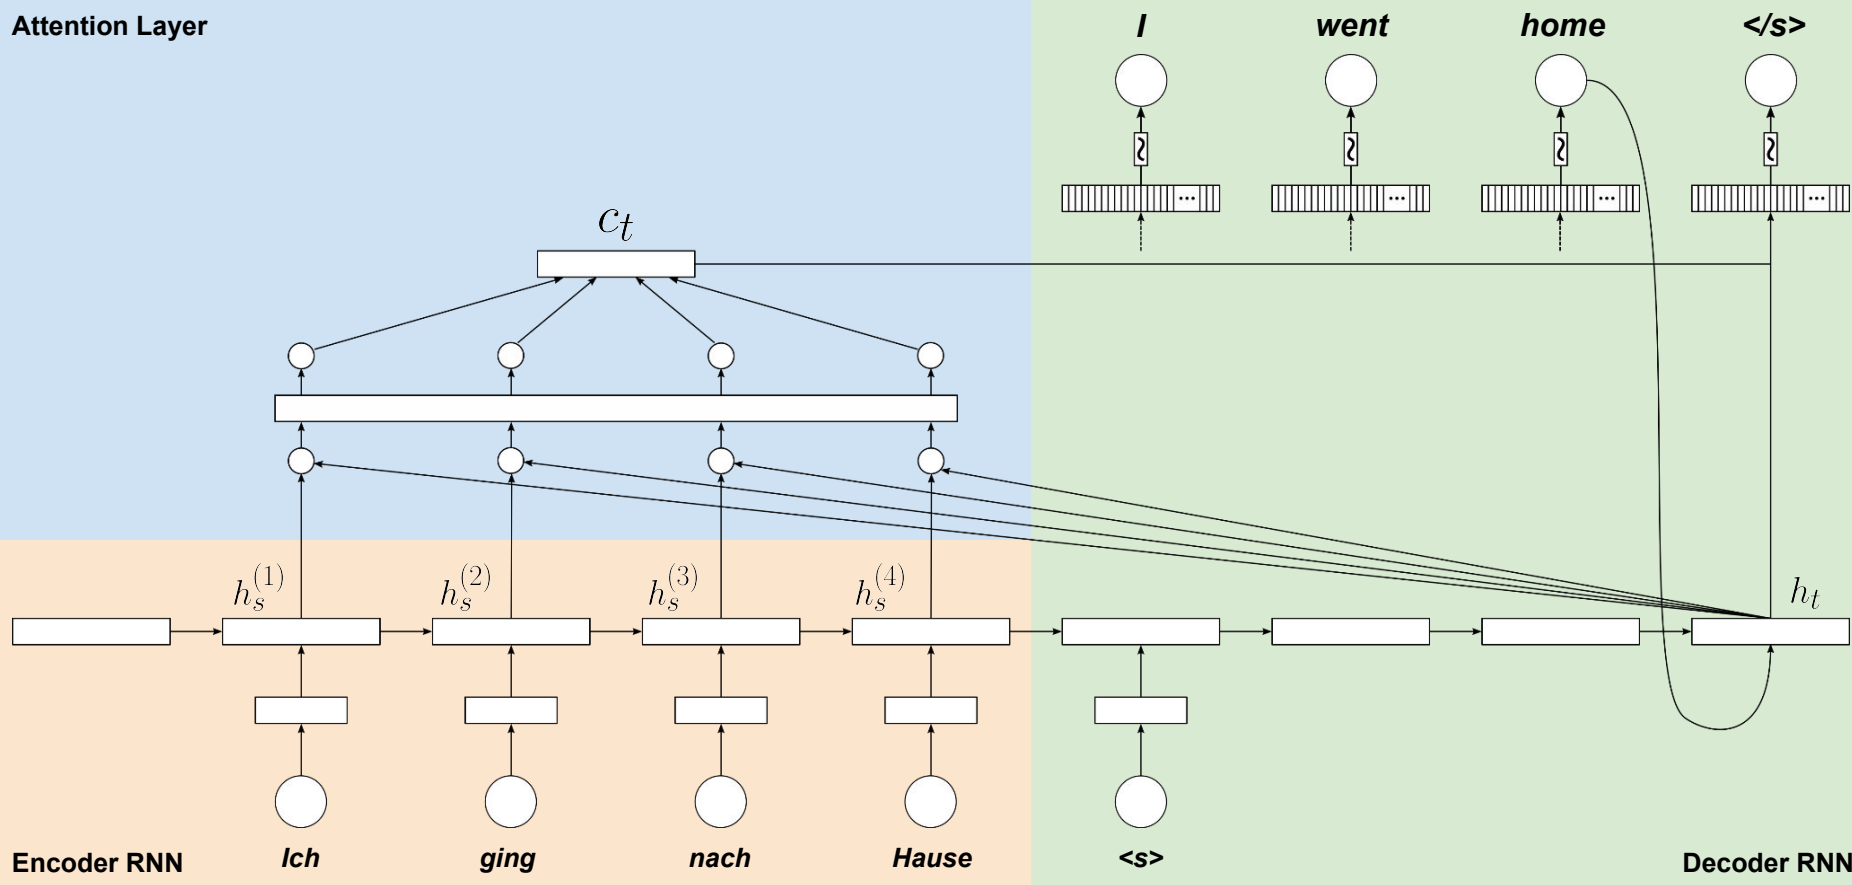 Attention Layer
I went home </s>
...
...
...
...
c_t
h_s^{(1)} h_s^{(2)} h_s^{(3)} h_s^{(4)}
h_t
Ich ging nach Hause <s>
Encoder RNN
Decoder RNN